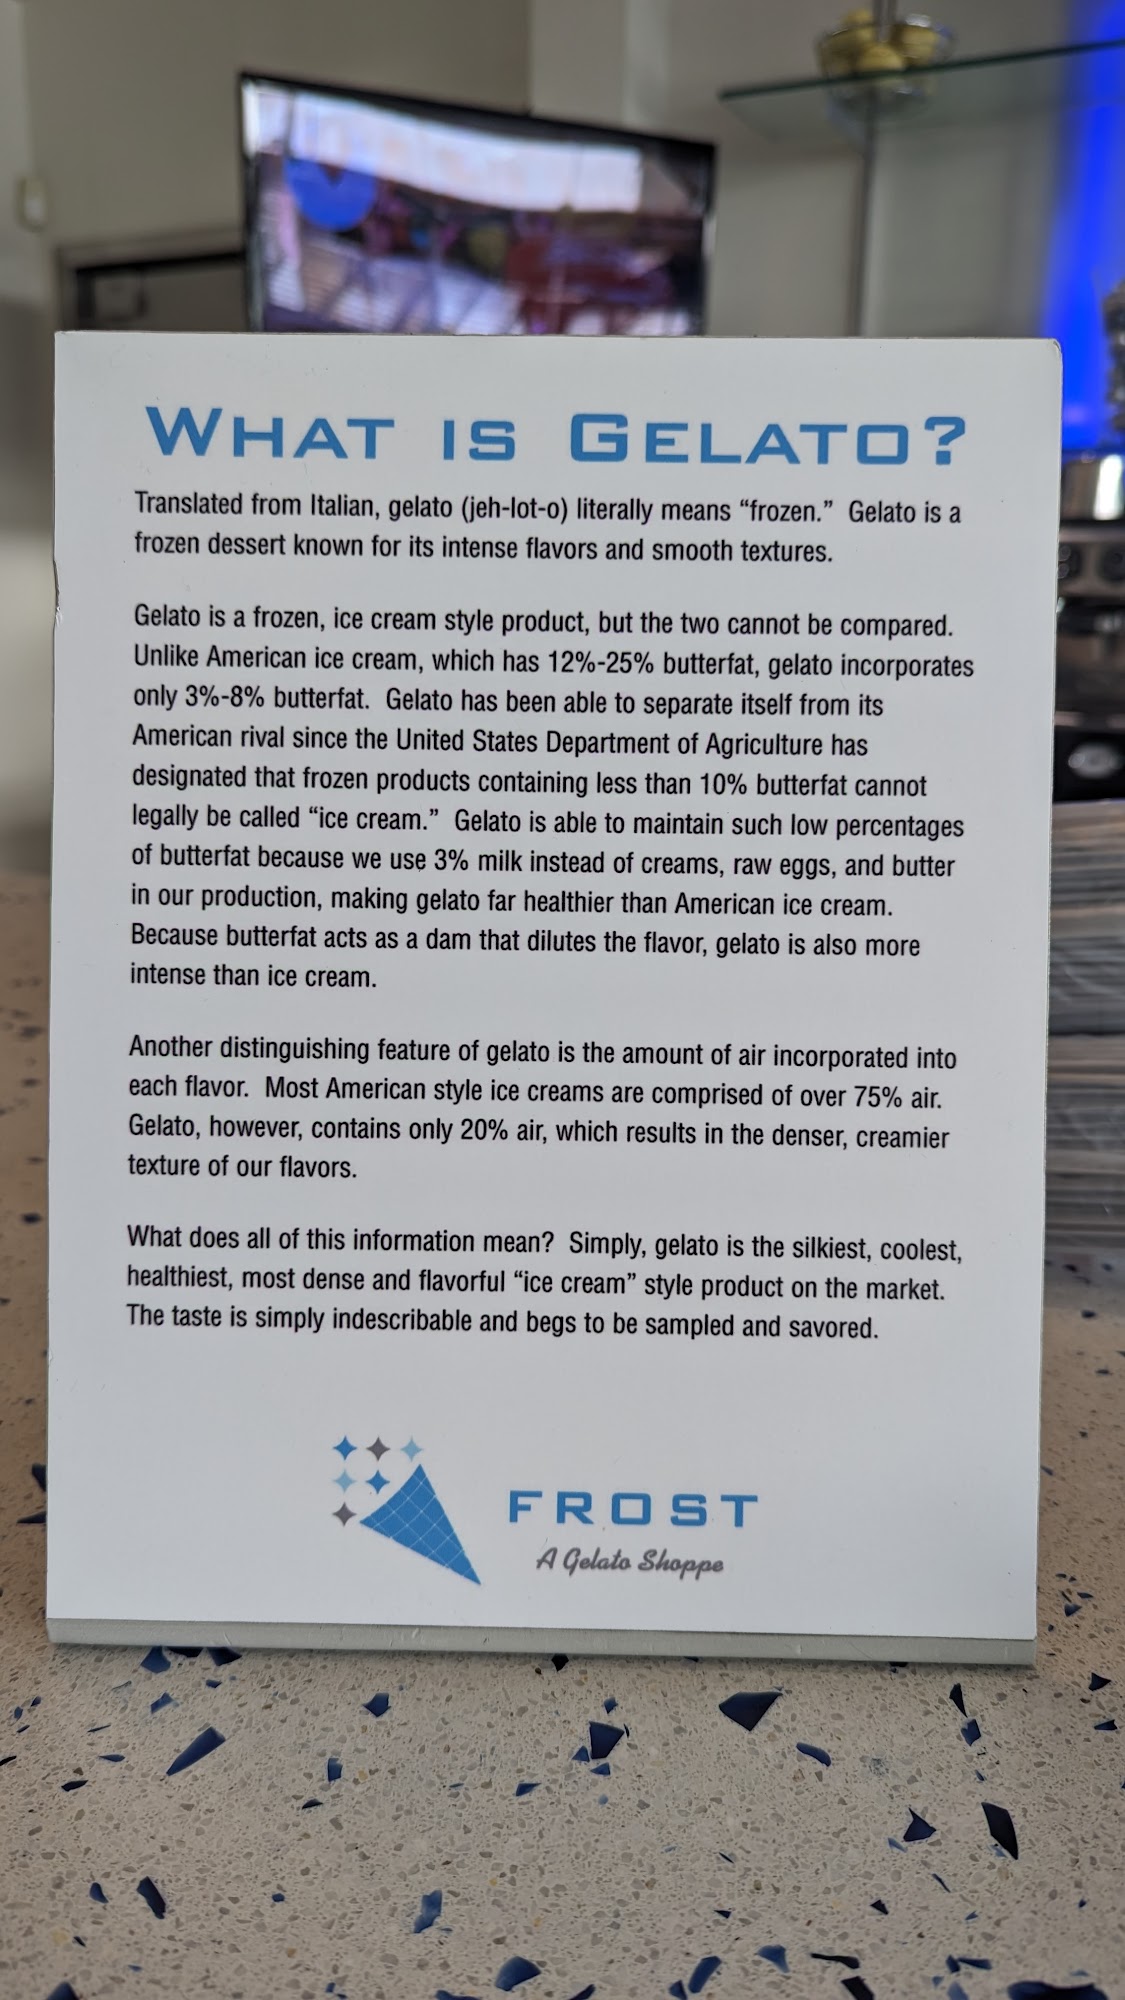 WHAT IS GELATO?
Translated from Italian, gelato (jeh-lot-o) literally means “frozen.”  Gelato is a
frozen dessert known for its intense flavors and smooth textures.
Gelato is a frozen, ice cream style product, but the two cannot be compared.
Unlike American ice cream, which has 12%-25% butterfat, gelato incorporates
only 3%-8% butterfat.  Gelato has been able to separate itself from its
American rival since the United States Department of Agriculture has
designated that frozen products containing less than 10% butterfat cannot
legally be called “ice cream.”  Gelato is able to maintain such low percentages
of butterfat because we use 3% milk instead of creams, raw eggs, and butter
in our production, making gelato far healthier than American ice cream.
Because butterfat acts as a dam that dilutes the flavor, gelato is also more
intense than ice cream.
Another distinguishing feature of gelato is the amount of air incorporated into
each flavor.  Most American style ice creams are comprised of over 75% air.
Gelato, however, contains only 20% air, which results in the denser, creamier
texture of our flavors.
What does all of this information mean?  Simply, gelato is the silkiest, coolest,
healthiest, most dense and flavorful “ice cream” style product on the market.
The taste is simply indescribable and begs to be sampled and savored.
FROST
A Gelato Shoppe